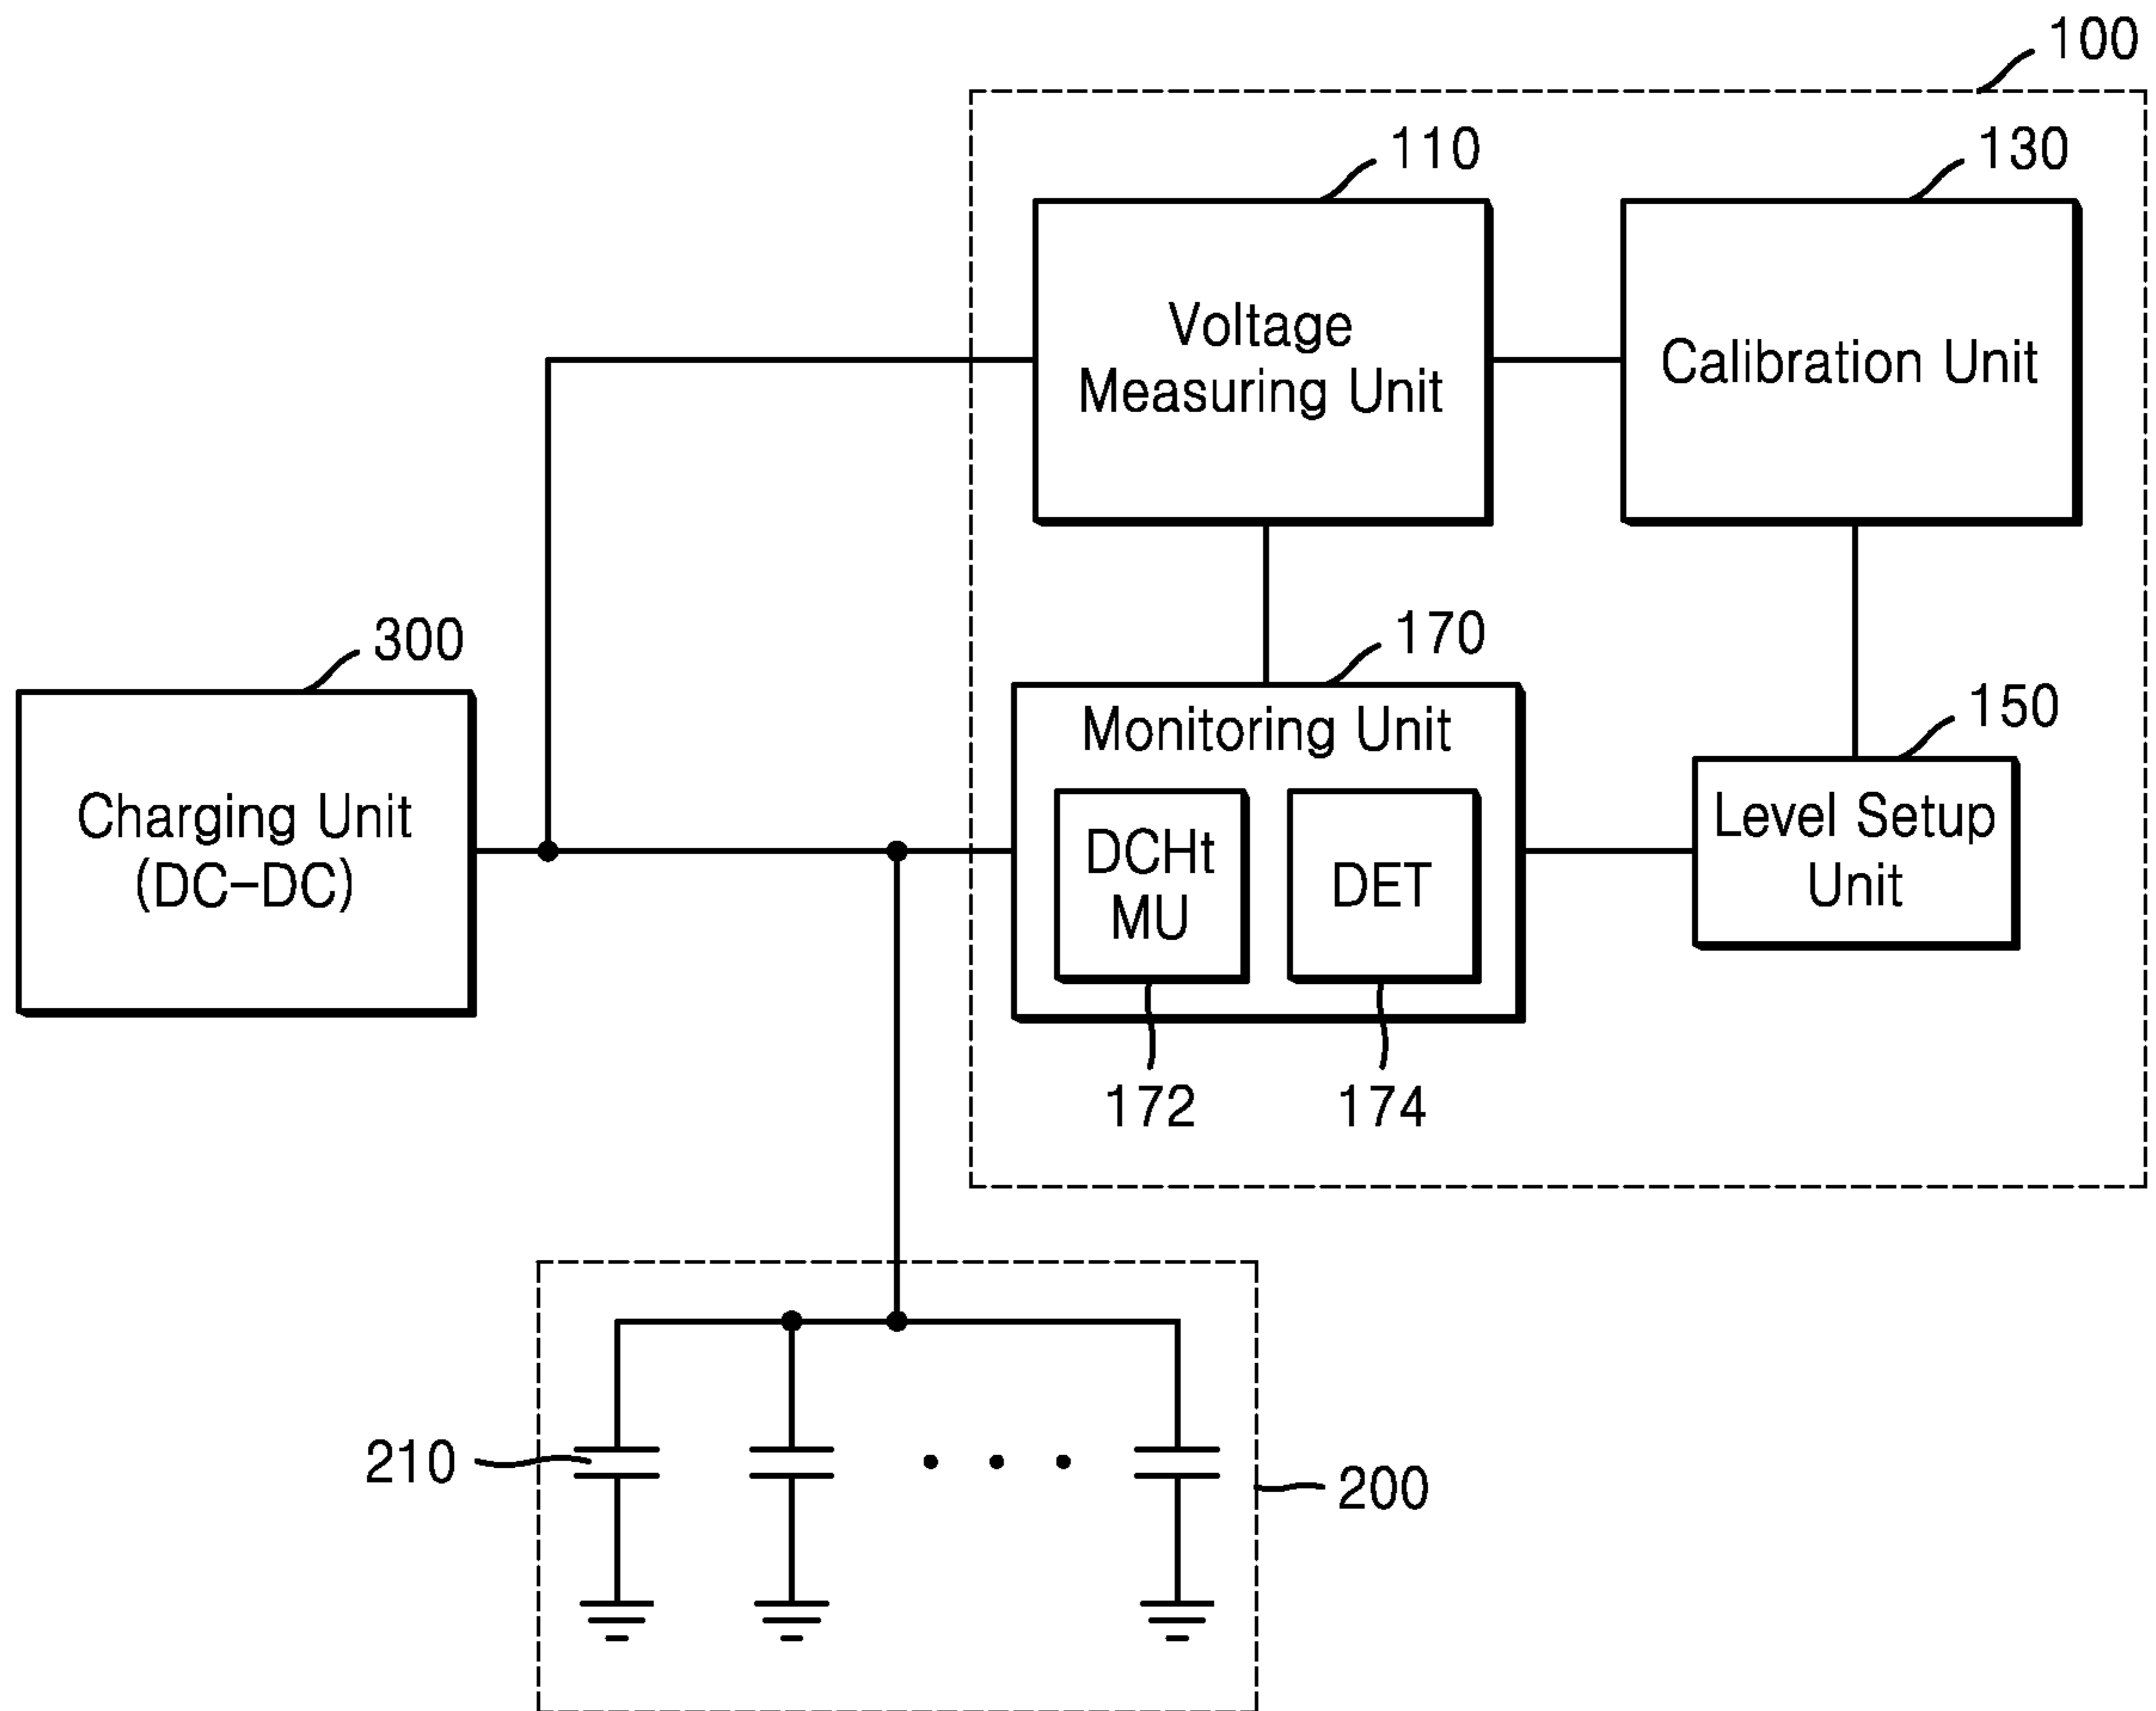 100
110
130
Voltage
Measuring Unit
Calibration Unit
300
170
150
Charging Unit
(DC-DC)
Monitoring Unit
DCHt
MU
DET
Level Setup
Unit
172
174
210
200